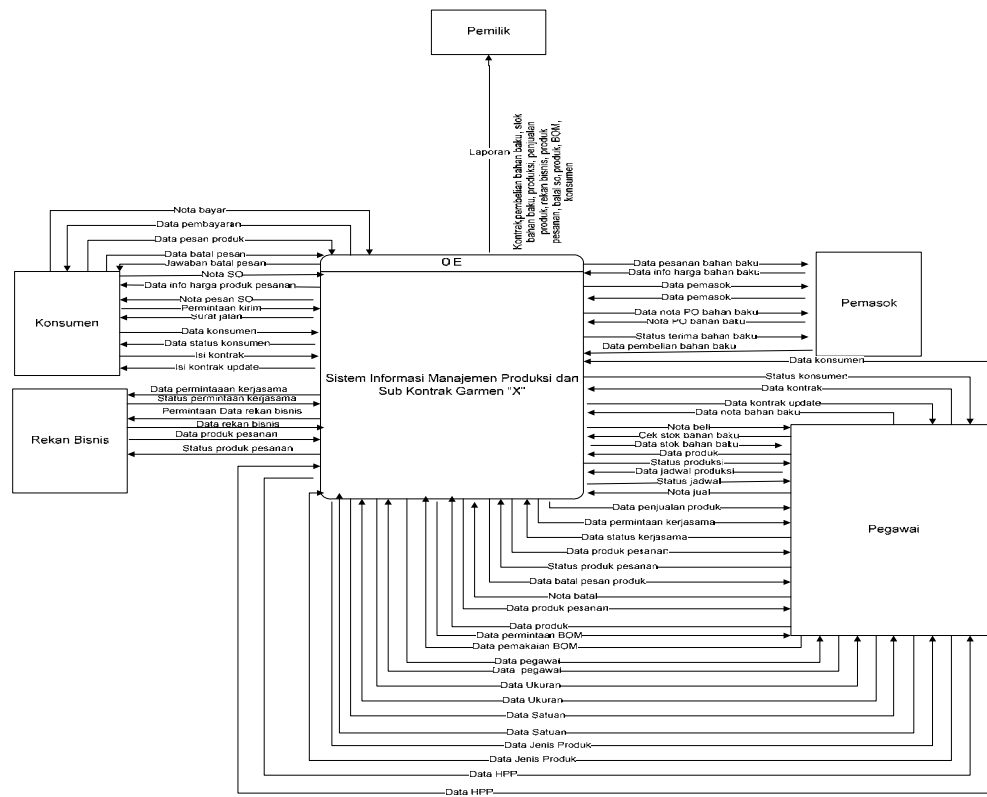 Pemilik
Laporan
Kontrak,pembelian bahan baku, stok
bahan baku, produksi, penjualan
produk, rekan bisnis, produk
pesanan, batal so, produk, BOM,
konsumen
Nota bayar
Data pembayaran
Data pesan produk
Data batal pesan
Jawaban batal pesan
Nota SO
Data info harga produk pesanan
Nota pesan SO
Permintaan kirim
Surat jalan
Data konsumen
Data status konsumen
Isi kontrak
Isi kontrak update
Konsumen
Data permintaaan kerjasama
Status permintaan kerjasama
Permintaan Data rekan bisnis
Data rekan bisnis
Data produk pesanan
Status produk pesanan
Rekan Bisnis
Sistem Informasi Manajemen Produksi dan
Sub Kontrak Garmen "X"
Data pesanan bahan baku
Data info harga bahan baku
Data pemasok
Data pemasok
Data nota PO bahan baku
Nota PO bahan baku
Status terima bahan baku
Data pembelian bahan baku
Pemasok
Data konsumen
Status konsumen
Data kontrak
Data kontrak update
Data nota bahan baku
Nota beli
Cek stok bahan baku
Data stok bahan baku
Data produk
Status produksi
Data jadwal produksi
Status jadwal
Nota jual
Data penjualan produk
Data permintaan kerjasama
Data status kerjasama
Data produk pesanan
Status produk pesanan
Data batal pesan produk
Nota batal
Data produk pesanan
Data produk
Data permintaan BOM
Data pemakaian BOM
Pegawai
Data pegawai
Data pegawai
Data Ukuran
Data Ukuran
Data Satuan
Data Satuan
Data Jenis Produk
Data Jenis Produk
Data HPP
Data HPP